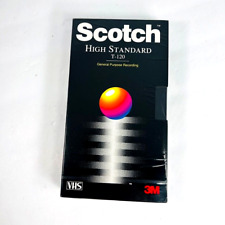 Scotch
HIGH STANDARD
T-120
General Purpose Recording
VHS
3M